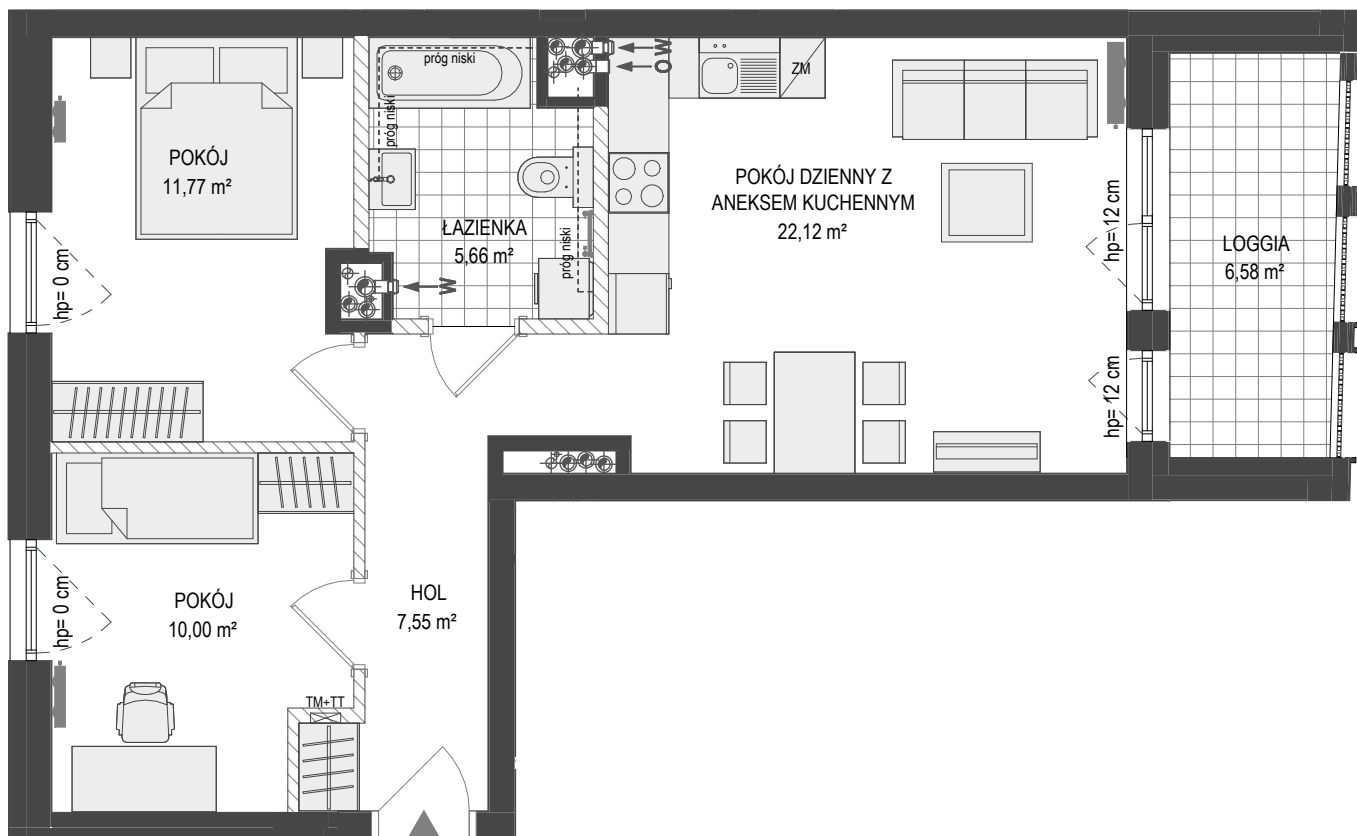 próg niski
próg niski
OW
O
ZM
POKÓJ
11,77 m²
POKÓJ DZIENNY Z
ANEKSEM KUCHENNYM
22,12 m²
ŁAZIENKA
5,66 m²
próg niski
W
hp= 0 cm
hp= 12 cm
LOGGIA
6,58 m²
hp= 12 cm
hp= 0 cm
POKÓJ
10,00 m²
HOL
7,55 m²
TM+TT